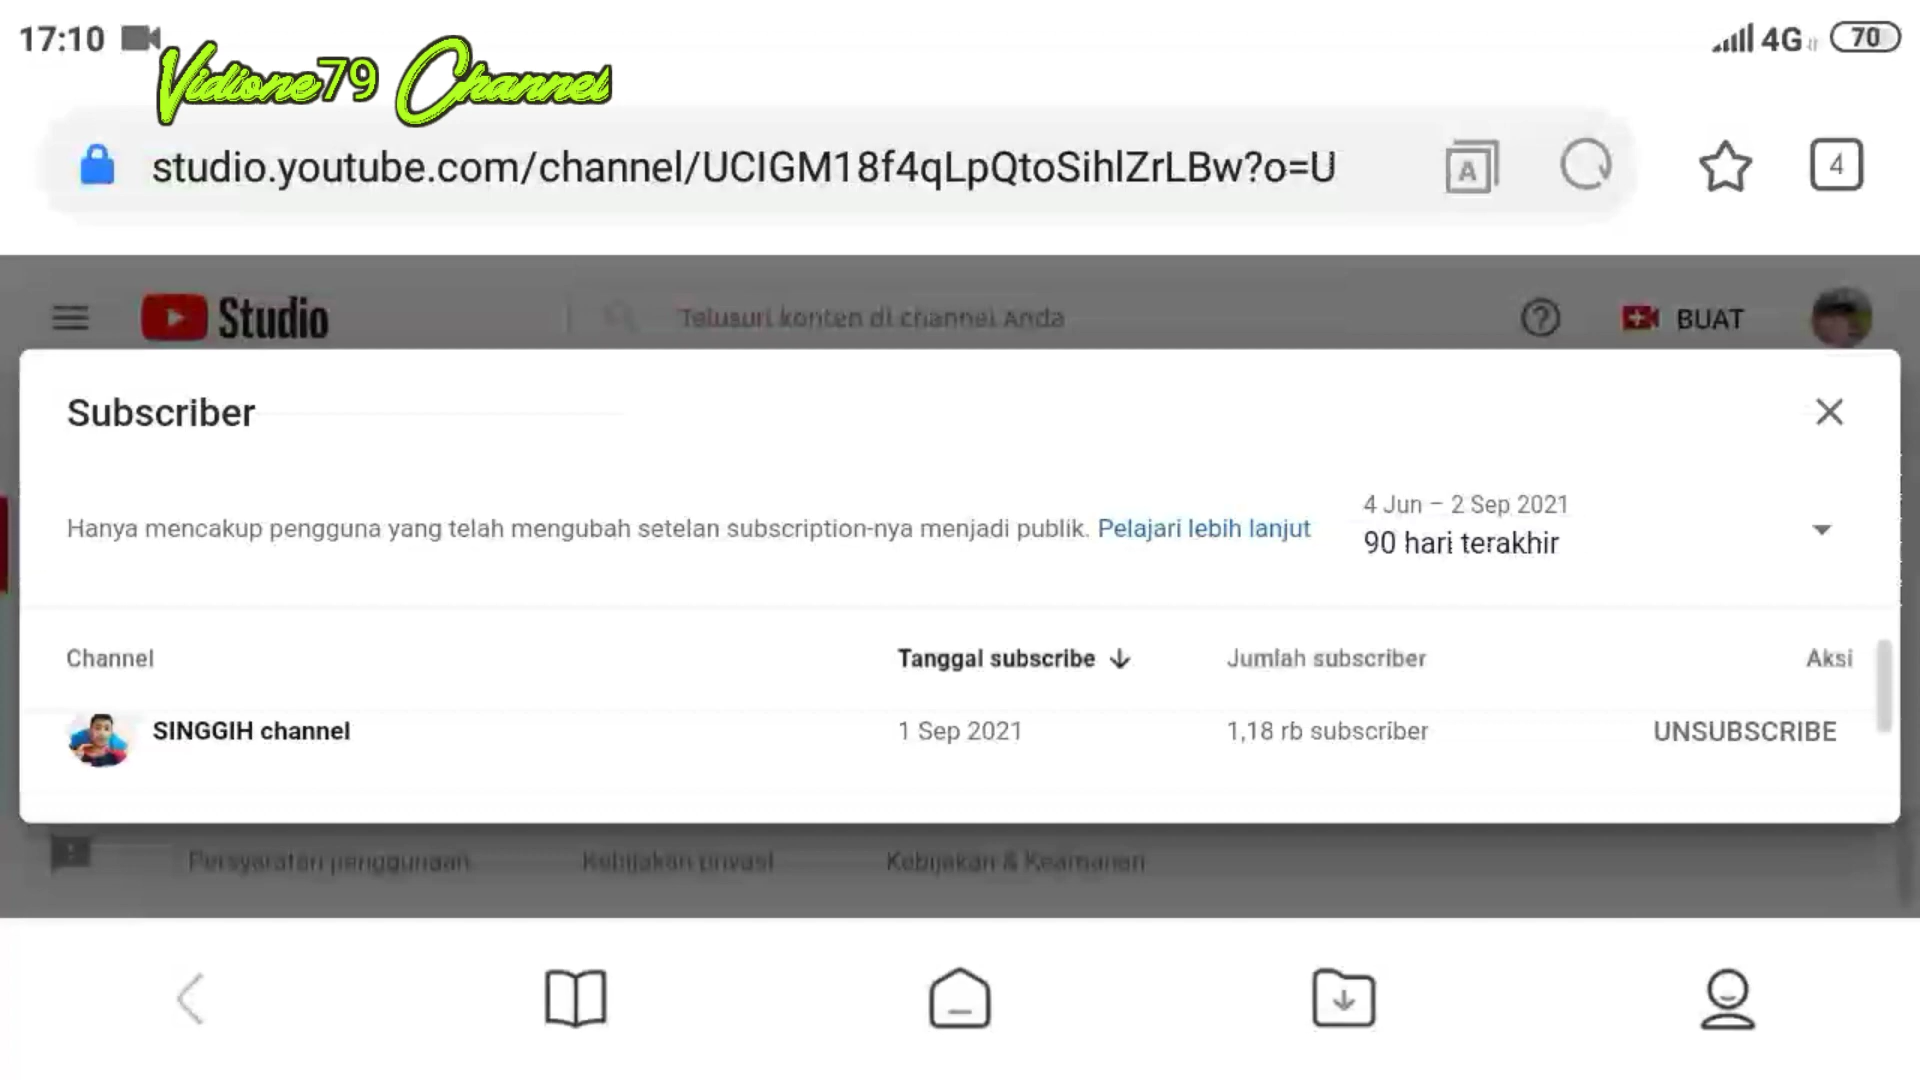 17:10
4G
70
Vidione79 Channel
studio.youtube.com/channel/UCIGM18f4qLpQtoSihlZrLBw?o=U
A
4
Studio
Telusuri konten di channel Anda
?
BUAT
Subscriber
Hanya mencakup pengguna yang telah mengubah setelan subscription-nya menjadi publik. Pelajari lebih lanjut
4 Jun – 2 Sep 2021
90 hari terakhir
Channel
Tanggal subscribe
Jumlah subscriber
Aksi
SINGGIH channel
1 Sep 2021
1,18 rb subscriber
UNSUBSCRIBE
Persyaratan penggunaan
Kebijakan privasi
Kebijakan & Keamanan